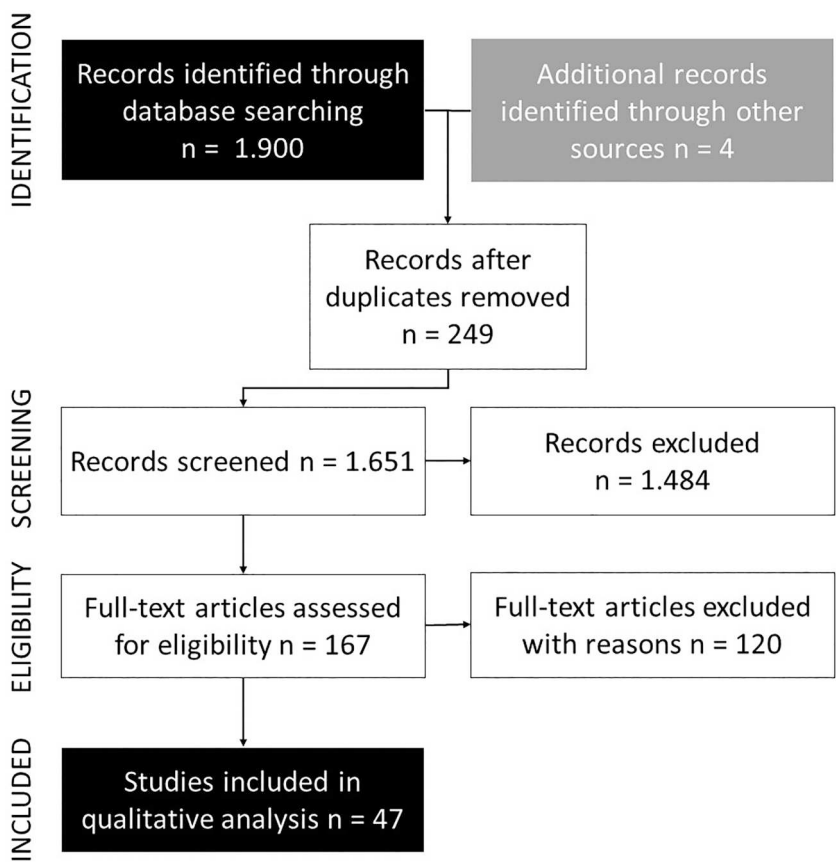 IDENTIFICATION
Records identified through
database searching
n = 1.900
Additional records
identified through other
sources n = 4
Records after
duplicates removed
n = 249
SCREENING
Records screened n = 1.651
Records excluded
n = 1.484
ELIGIBILITY
Full-text articles assessed
for eligibility n = 167
Full-text articles excluded
with reasons n = 120
INCLUDED
Studies included in
qualitative analysis n = 47